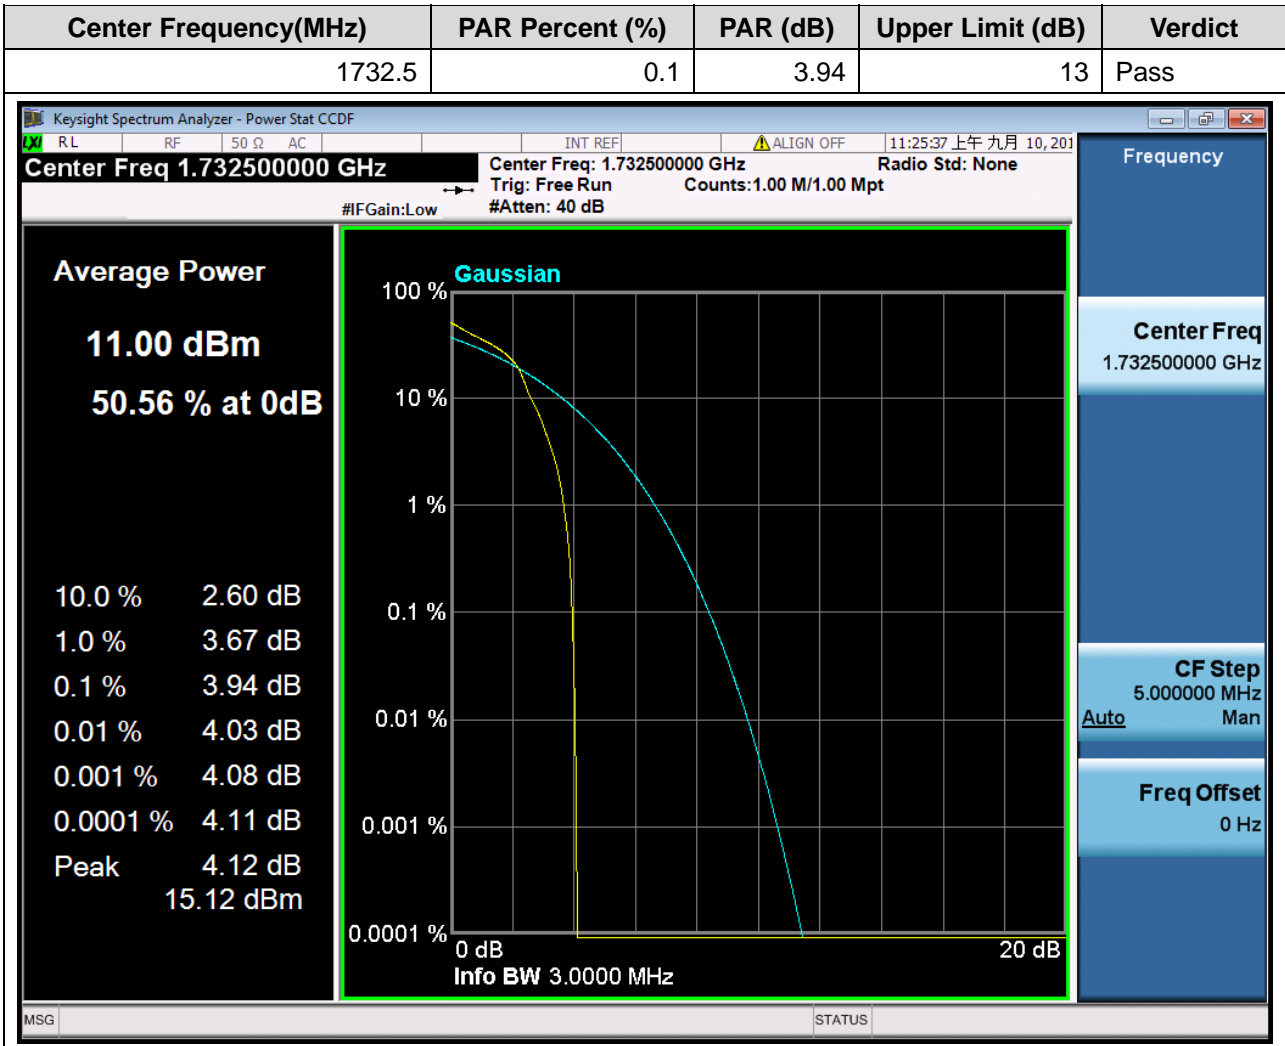 Center Frequency(MHz) PAR Percent (%) PAR (dB) Upper Limit (dB) Verdict
1732.5 0.1 3.94 13 Pass
Keysight Spectrum Analyzer - Power Stat CCDF
LXI RL RF 50 Ω AC INT REF ALIGN OFF 11:25:37 上午 九月 10, 201
Center Freq 1.732500000 GHz
Center Freq: 1.732500000 GHz Radio Std: None
Trig: Free Run Counts:1.00 M/1.00 Mpt
#IFGain:Low #Atten: 40 dB
Frequency
Average Power
11.00 dBm
50.56 % at 0dB
10.0 % 2.60 dB
1.0 % 3.67 dB
0.1 % 3.94 dB
0.01 % 4.03 dB
0.001 % 4.08 dB
0.0001 % 4.11 dB
Peak 4.12 dB
15.12 dBm
Gaussian
100 %
10 %
1 %
0.1 %
0.01 %
0.001 %
0.0001 %
0 dB 20 dB
Info BW 3.0000 MHz
Center Freq
1.732500000 GHz
CF Step
5.000000 MHz
Auto Man
Freq Offset
0 Hz
MSG STATUS